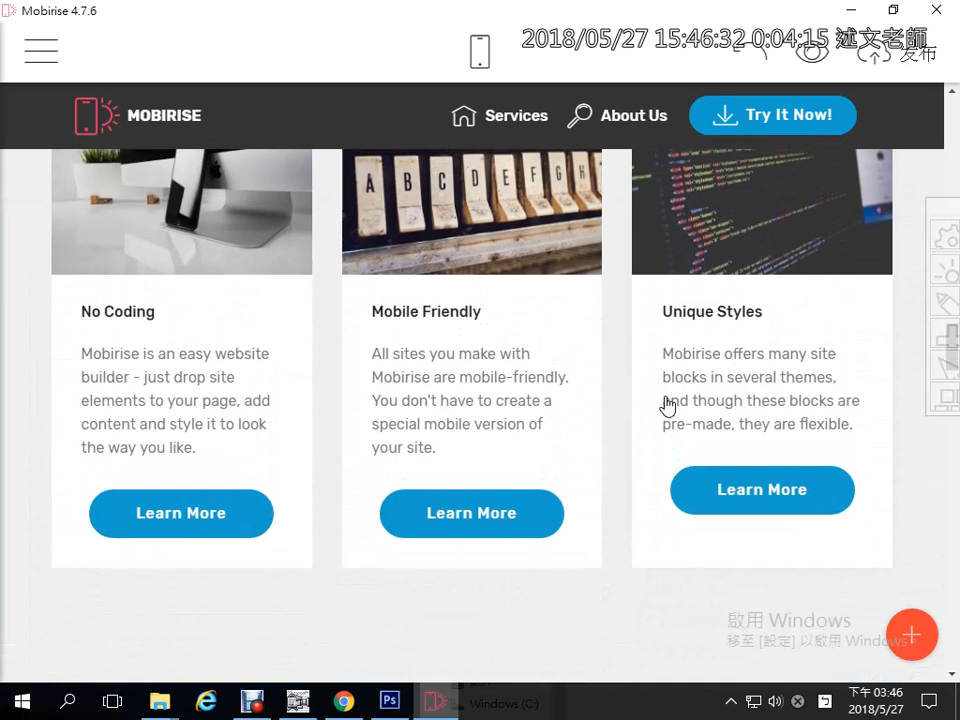 Mobirise 4.7.6
2018/05/27 15:46:32 0:04:15 述文老師
发布
MOBIRISE
Services
About Us
Try It Now!
A B C D E F G H
No Coding
Mobirise is an easy website
builder - just drop site
elements to your page, add
content and style it to look
the way you like.
Learn More
Mobile Friendly
All sites you make with
Mobirise are mobile-friendly.
You don't have to create a
special mobile version of
your site.
Learn More
Unique Styles
Mobirise offers many site
blocks in several themes,
and though these blocks are
pre-made, they are flexible.
Learn More
啟用 Windows
移至 [設定] 以啟用 Windows。
Windows (C:)
Ps
下午 03:46
2018/5/27